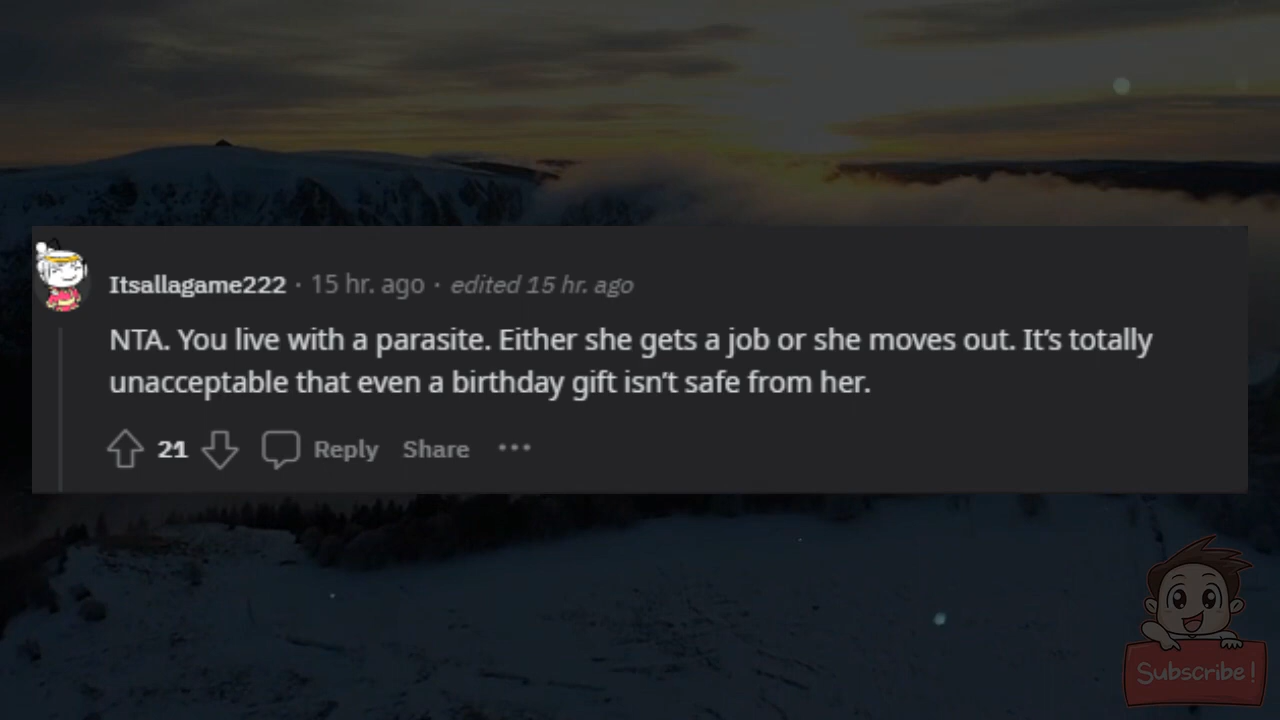 Itsallagame222 · 15 hr. ago · edited 15 hr. ago
NTA. You live with a parasite. Either she gets a job or she moves out. It’s totally
unacceptable that even a birthday gift isn’t safe from her.
21 Reply Share ···
Subscribe!